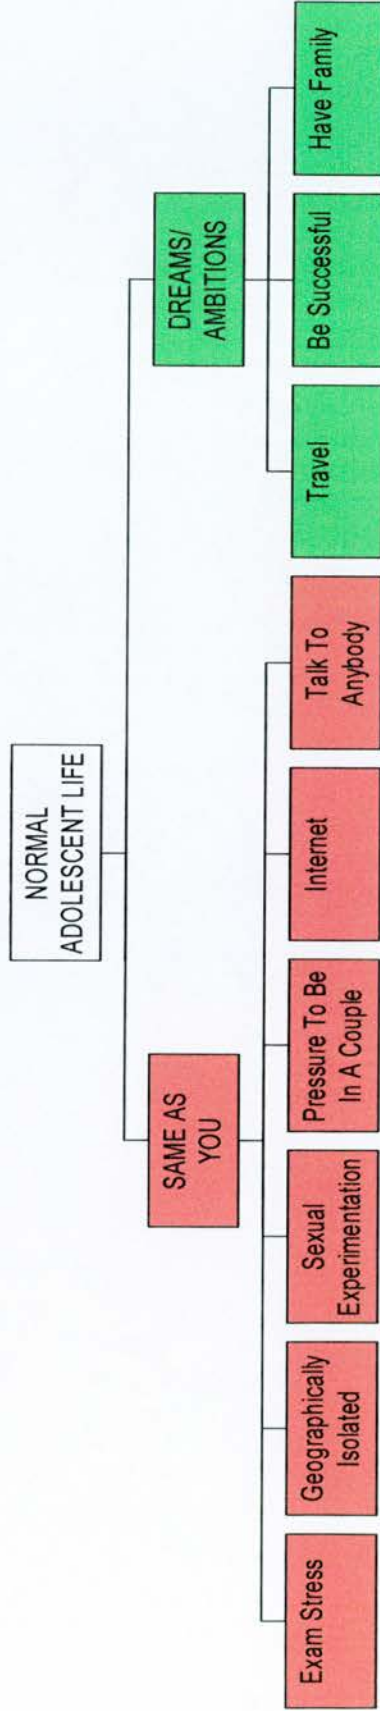 NORMAL
ADOLESCENT LIFE
SAME AS
YOU
DREAMS/
AMBITIONS
Exam Stress
Geographically
Isolated
Sexual
Experimentation
Pressure To Be
In A Couple
Internet
Talk To
Anybody
Travel
Be Successful
Have Family